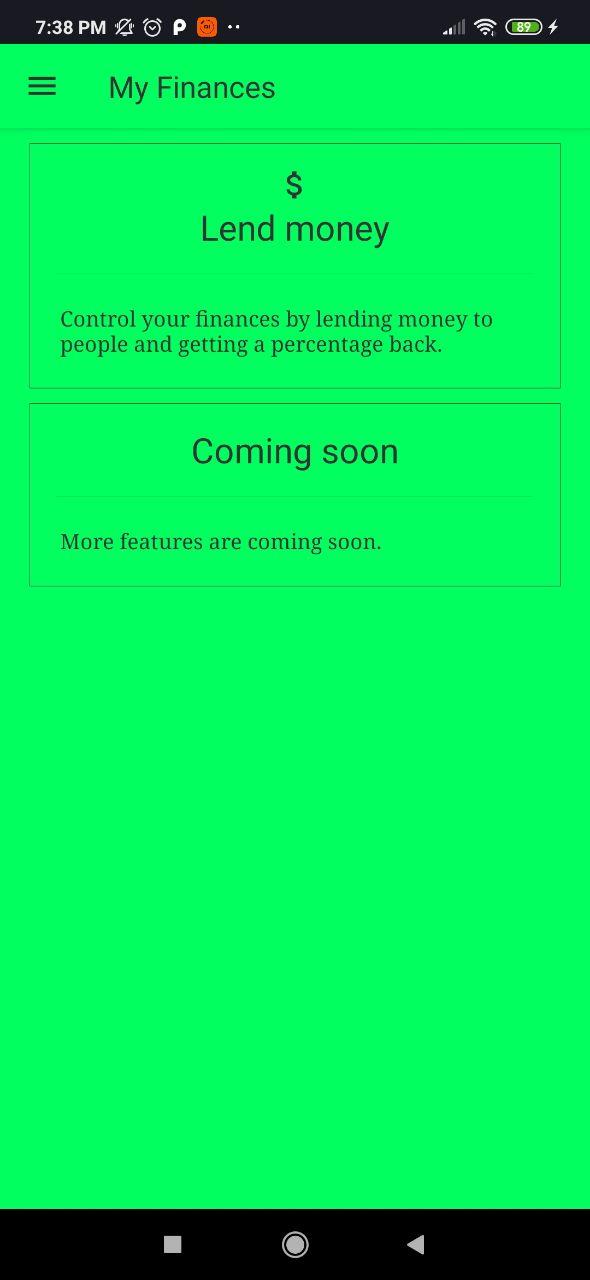 7:38 PM
89
My Finances
$
Lend money
Control your finances by lending money to
people and getting a percentage back.
Coming soon
More features are coming soon.